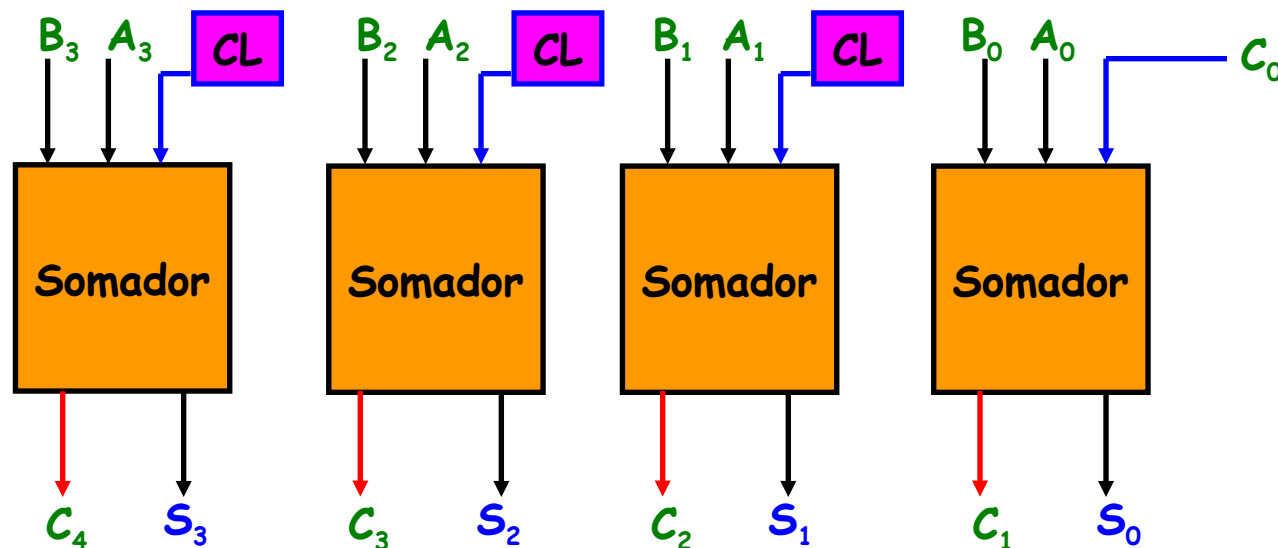 B₃ A₃ CL B₂ A₂ CL B₁ A₁ CL B₀ A₀ C₀
Somador Somador Somador Somador
C₄ S₃ C₃ S₂ C₂ S₁ C₁ S₀